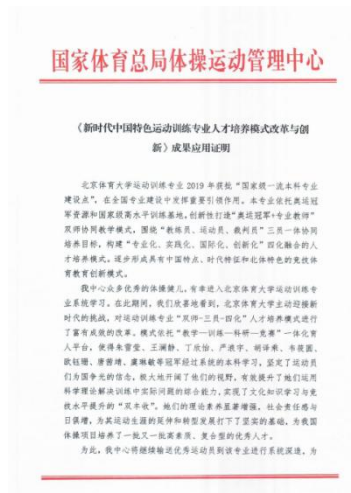 国家体育总局体操运动管理中心
《新时代中国特色运动训练专业人才培养模式改革与创
新》成果应用证明
北京体育大学运动训练专业 2019 年获批“国家级一流本科专业
建设点”，在全国专业建设中发挥重要引领作用。本专业依托奥运冠
军资源和国家级高水平训练基地，创新性打造“奥运冠军+专业教师”
双师协同教学模式，围绕“教练员、运动员、裁判员”三员一体协同
培养目标，构建“专业化、实践化、国际化、创新化”四化融合的人
才培养模式。逐步形成具有中国特点、时代特征和北体特色的竞技体
育教育创新模式。
我中心众多优秀的体操健儿，有幸进入北京体育大学运动训练专
业系统学习。在此期间，我们欣喜地看到，北京体育大学主动迎接新
时代的挑战，对运动训练专业“双师-三员-四化”人才培养模式进行
了富有成效的改革。模式依托“教学—训练—科研—竞赛”一体化育
人平台，使得朱雪莹、王澜静、丁欣怡、严浪宇、胡译乘、韦筱圆、
欧钰珊、唐茜靖、虞琳敏等冠军经过系统的本科学习，坚定了运动员
们为国争光的信念，极大地开阔了他们的视野，有效提升了她们运用
科学理论解决训练中实际问题的综合能力，实现了文化知识学习与竞
技水平提升的“双丰收”。她们的理论素养显著增强，社会责任感与
日俱增，为其运动生涯的延伸和转型发展打下了坚实的基础，为我国
体操项目培养了一批又一批高素质、复合型的优秀人才。
为此，我中心将继续输送优秀运动员到该专业进行系统深造，为